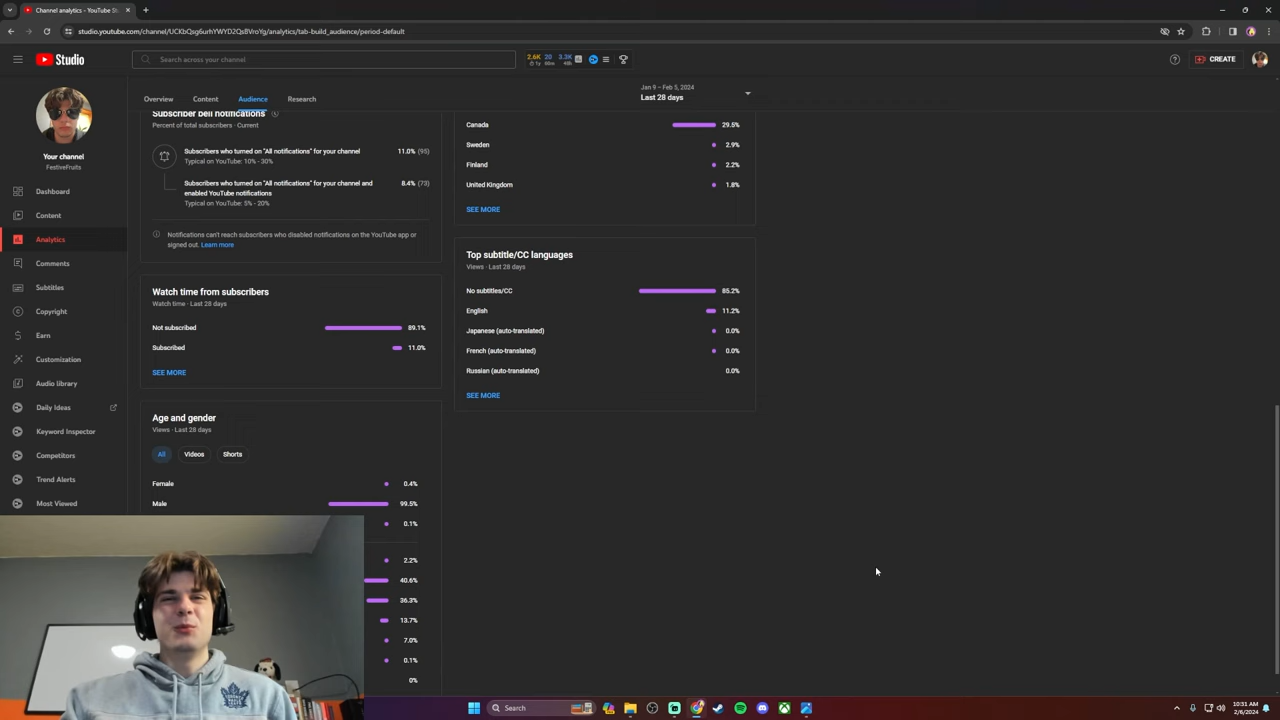 Channel analytics - YouTube St
studio.youtube.com/channel/UCKbQsg6urhYWYD2Qs8VroYg/analytics/tab-build_audience/period-default
Studio
Search across your channel
2.6K 20 3.3K
1y 60m 48h
CREATE
Your channel
FestiveFruits
Dashboard
Content
Analytics
Comments
Subtitles
Copyright
Earn
Customization
Audio library
Daily Ideas
Keyword Inspector
Competitors
Trend Alerts
Most Viewed
Overview
Content
Audience
Research
Jan 9 – Feb 5, 2024
Last 28 days
Subscriber bell notifications
Percent of total subscribers · Current
Subscribers who turned on "All notifications" for your channel 11.0% (95)
Typical on YouTube: 10% - 30%
Subscribers who turned on "All notifications" for your channel and 8.4% (73)
enabled YouTube notifications
Typical on YouTube: 5% - 20%
Notifications can't reach subscribers who disabled notifications on the YouTube app or
signed out. Learn more
Watch time from subscribers
Watch time · Last 28 days
Not subscribed 89.1%
Subscribed 11.0%
SEE MORE
Age and gender
Views · Last 28 days
All Videos Shorts
Female 0.4%
Male 99.5%
0.1%
2.2%
40.6%
36.3%
13.7%
7.0%
0.1%
0%
Canada 29.5%
Sweden 2.9%
Finland 2.2%
United Kingdom 1.8%
SEE MORE
Top subtitle/CC languages
Views · Last 28 days
No subtitles/CC 85.2%
English 11.2%
Japanese (auto-translated) 0.0%
French (auto-translated) 0.0%
Russian (auto-translated) 0.0%
SEE MORE
Search
10:31 AM
2/6/2024